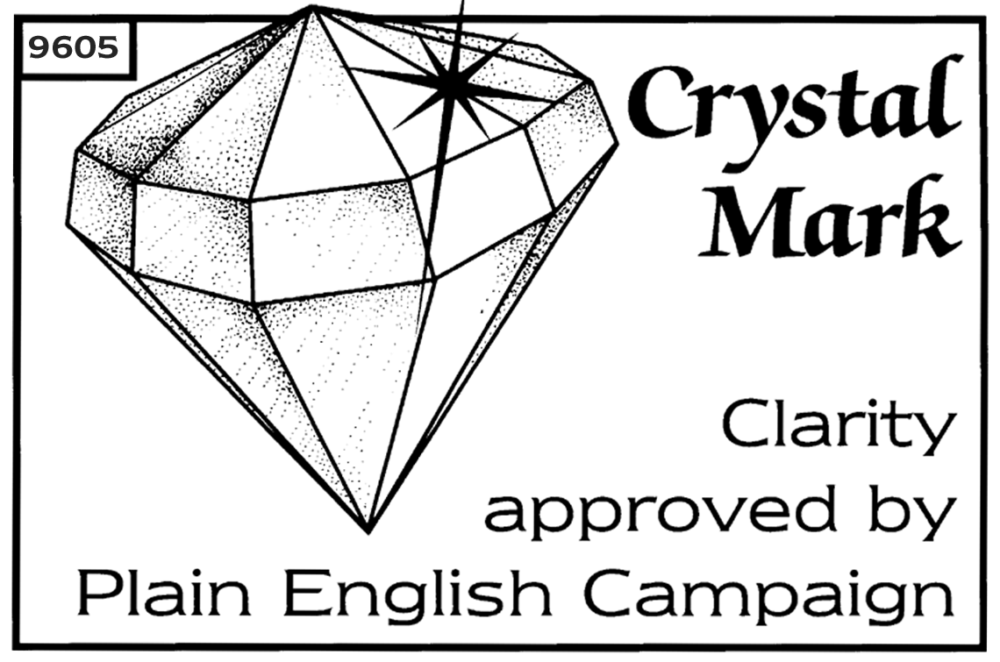 9605
Crystal
Mark
Clarity
approved by
Plain English Campaign